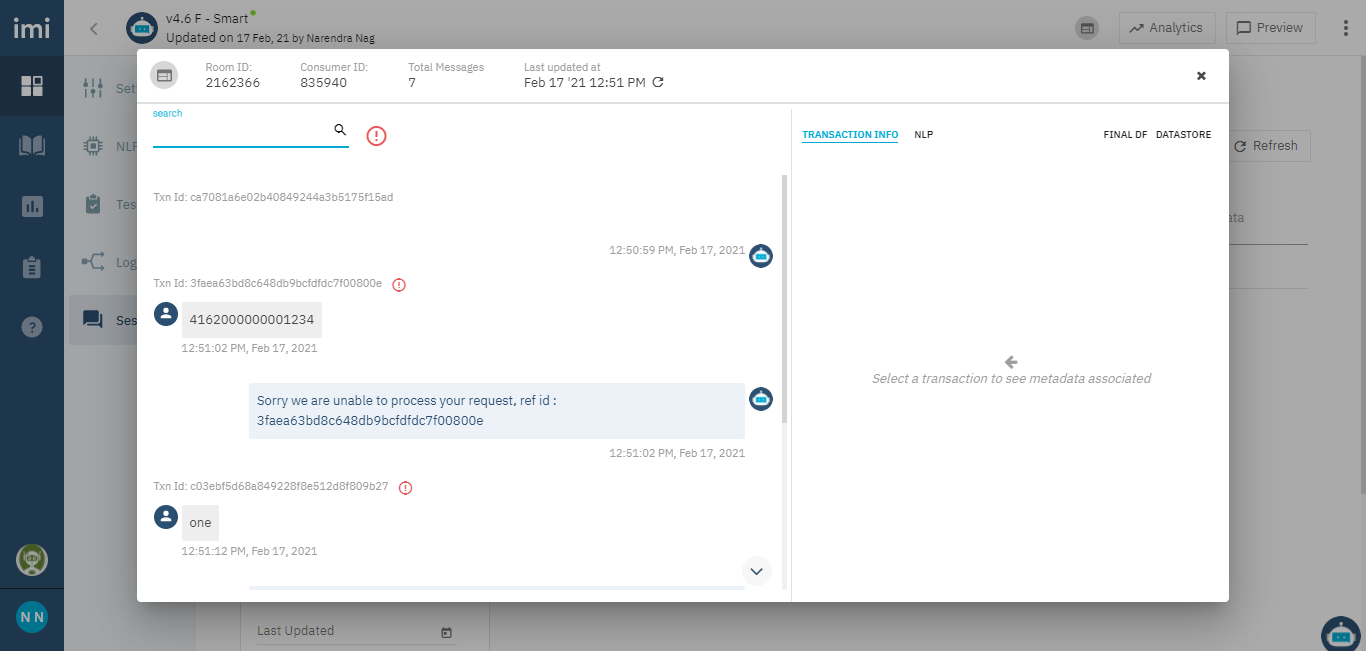 imi
v4.6 F - Smart
Updated on 17 Feb, 21 by Narendra Nag
Analytics
Preview
Room ID:
2162366
Consumer ID:
835940
Total Messages
7
Last updated at
Feb 17 '21 12:51 PM
search
TRANSACTION INFO
NLP
FINAL DF
DATASTORE
Refresh
Txn Id: ca7081a6e02b40849244a3b5175f15ad
12:50:59 PM, Feb 17, 2021
Txn Id: 3faea63bd8c648db9bcfdfdc7f00800e
4162000000001234
12:51:02 PM, Feb 17, 2021
Sorry we are unable to process your request, ref id :
3faea63bd8c648db9bcfdfdc7f00800e
12:51:02 PM, Feb 17, 2021
Txn Id: c03ebf5d68a849228f8e512d8f809b27
one
12:51:12 PM, Feb 17, 2021
Select a transaction to see metadata associated
Set
NLP
Tes
Log
Ses
ata
N N
Last Updated